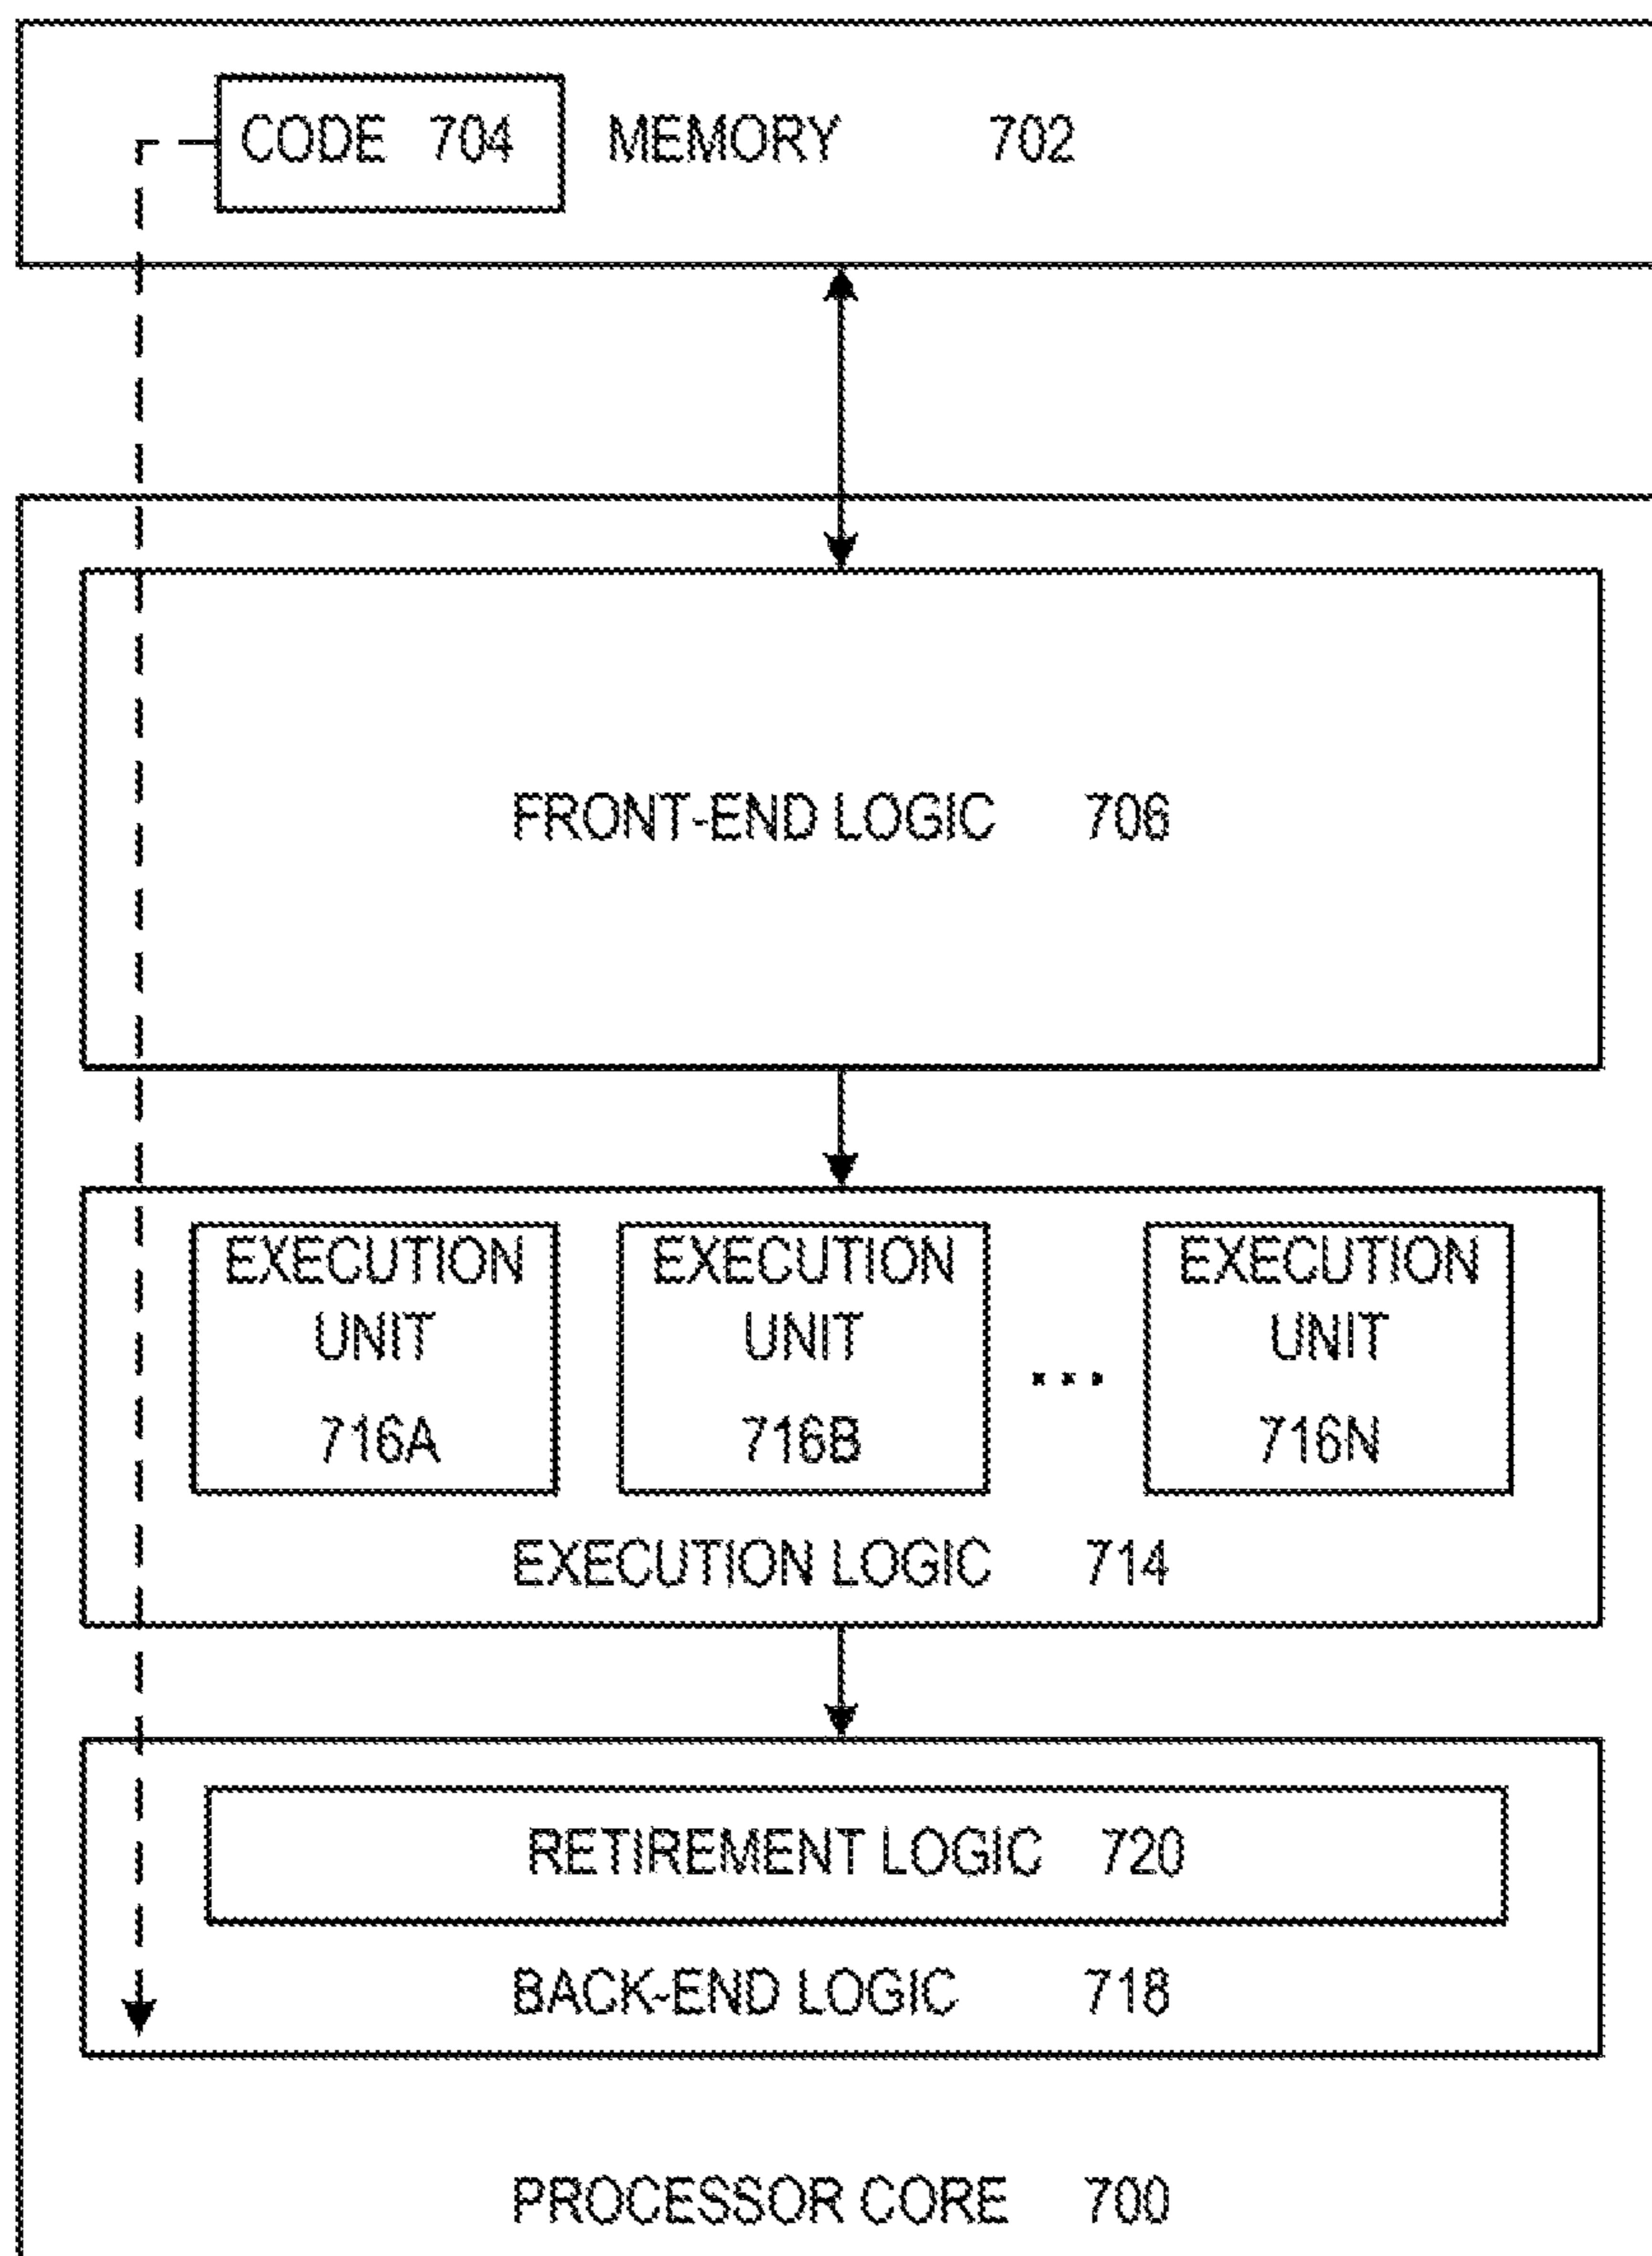 CODE 704 MEMORY 702
FRONT-END LOGIC 706
EXECUTION
UNIT
716A
EXECUTION
UNIT
716B
...
EXECUTION
UNIT
716N
EXECUTION LOGIC 714
RETIREMENT LOGIC 720
BACK-END LOGIC 718
PROCESSOR CORE 700